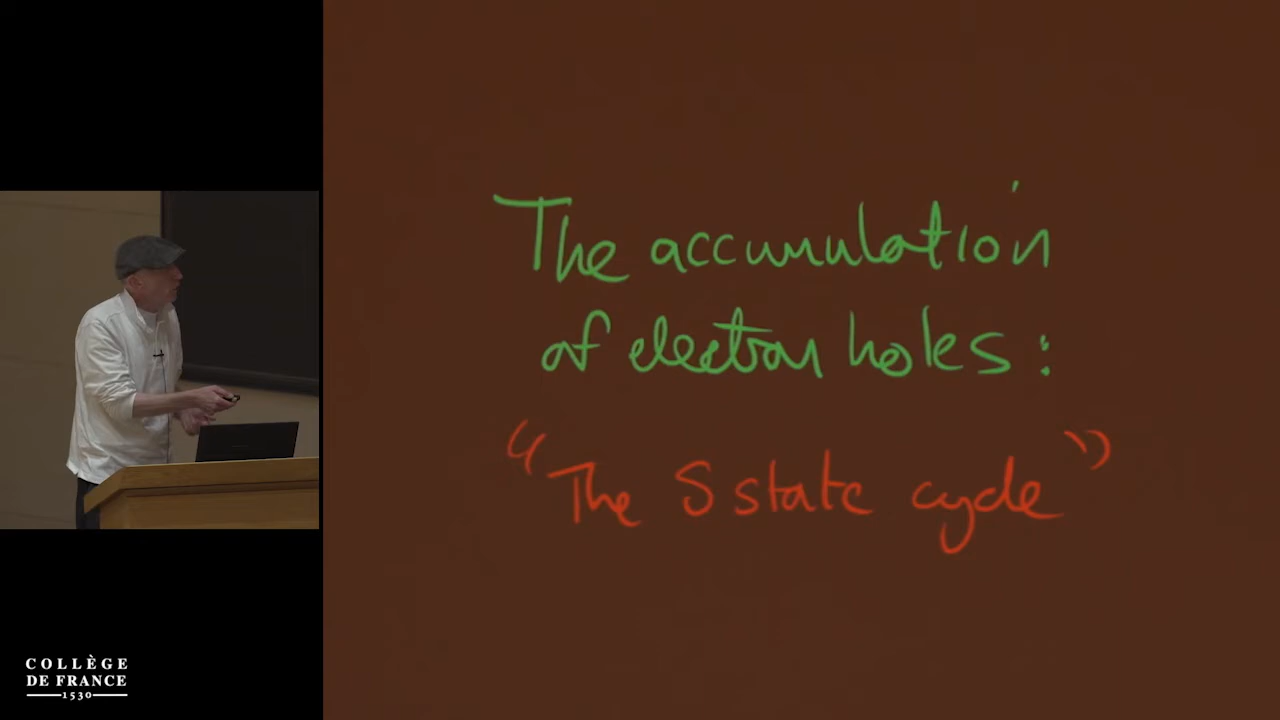 The accumulation
of electron holes:
"The S state cycle"
COLLÈGE
DE FRANCE
1530